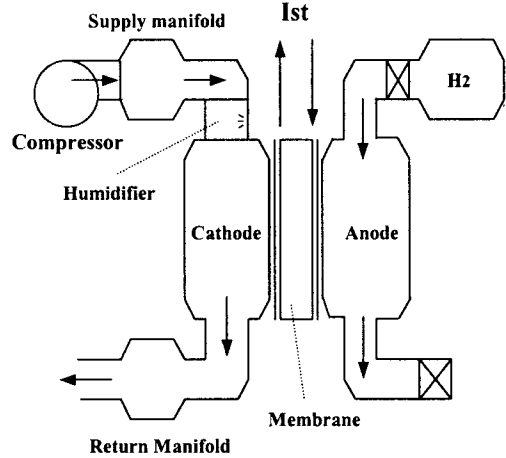 Supply manifold
Ist
H2
Compressor
Humidifier
Cathode
Anode
Membrane
Return Manifold